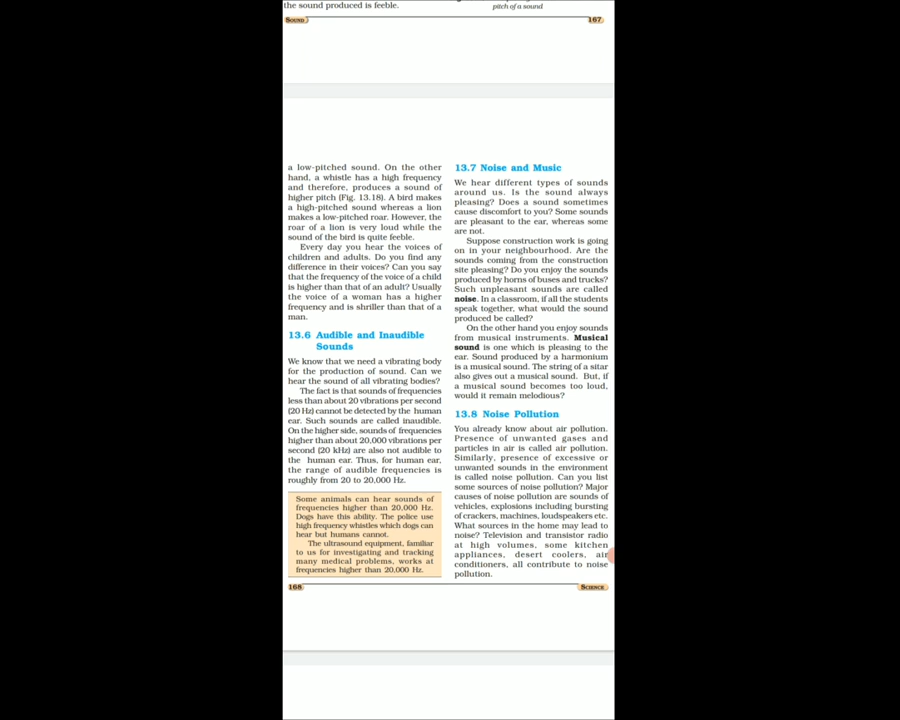 the sound produced is feeble.
pitch of a sound
SOUND
167
a low-pitched sound. On the other
hand, a whistle has a high frequency
and therefore, produces a sound of
higher pitch (Fig. 13.18). A bird makes
a high-pitched sound whereas a lion
makes a low-pitched roar. However, the
roar of a lion is very loud while the
sound of the bird is quite feeble.
Every day you hear the voices of
children and adults. Do you find any
difference in their voices? Can you say
that the frequency of the voice of a child
is higher than that of an adult? Usually
the voice of a woman has a higher
frequency and is shriller than that of a
man.
13.6 Audible and Inaudible
Sounds
We know that we need a vibrating body
for the production of sound. Can we
hear the sound of all vibrating bodies?
The fact is that sounds of frequencies
less than about 20 vibrations per second
(20 Hz) cannot be detected by the human
ear. Such sounds are called inaudible.
On the higher side, sounds of frequencies
higher than about 20,000 vibrations per
second (20 kHz) are also not audible to
the human ear. Thus, for human ear,
the range of audible frequencies is
roughly from 20 to 20,000 Hz.
Some animals can hear sounds of
frequencies higher than 20,000 Hz.
Dogs have this ability. The police use
high frequency whistles which dogs can
hear but humans cannot.
The ultrasound equipment, familiar
to us for investigating and tracking
many medical problems, works at
frequencies higher than 20,000 Hz.
13.7 Noise and Music
We hear different types of sounds
around us. Is the sound always
pleasing? Does a sound sometimes
cause discomfort to you? Some sounds
are pleasant to the ear, whereas some
are not.
Suppose construction work is going
on in your neighbourhood. Are the
sounds coming from the construction
site pleasing? Do you enjoy the sounds
produced by horns of buses and trucks?
Such unpleasant sounds are called
noise. In a classroom, if all the students
speak together, what would the sound
produced be called?
On the other hand you enjoy sounds
from musical instruments. Musical
sound is one which is pleasing to the
ear. Sound produced by a harmonium
is a musical sound. The string of a sitar
also gives out a musical sound. But, if
a musical sound becomes too loud,
would it remain melodious?
13.8 Noise Pollution
You already know about air pollution.
Presence of unwanted gases and
particles in air is called air pollution.
Similarly, presence of excessive or
unwanted sounds in the environment
is called noise pollution. Can you list
some sources of noise pollution? Major
causes of noise pollution are sounds of
vehicles, explosions including bursting
of crackers, machines, loudspeakers etc.
What sources in the home may lead to
noise? Television and transistor radio
at high volumes, some kitchen
appliances, desert coolers, air
conditioners, all contribute to noise
pollution.
168
SCIENCE